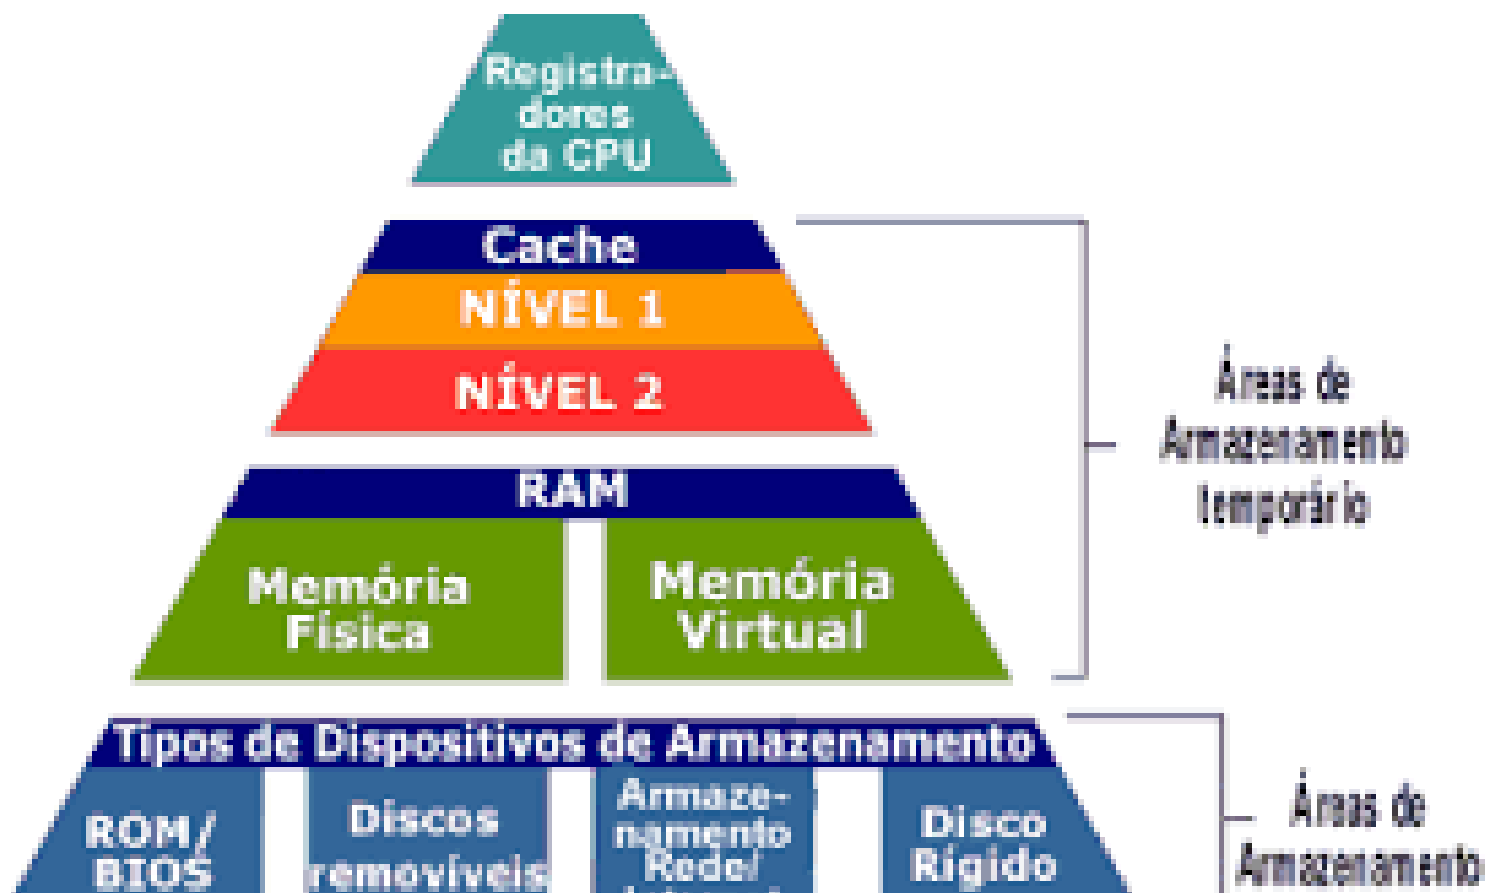 Registra-
dores
da CPU
Cache
NÍVEL 1
NÍVEL 2
Áreas de
Armazenamento
temporário
RAM
Memória
Física
Memória
Virtual
Tipos de Dispositivos de Armazenamento
ROM/
BIOS
Discos
removíveis
Armaze-
namento
Rede/
Disco
Rígido
Áreas de
Armazenamento